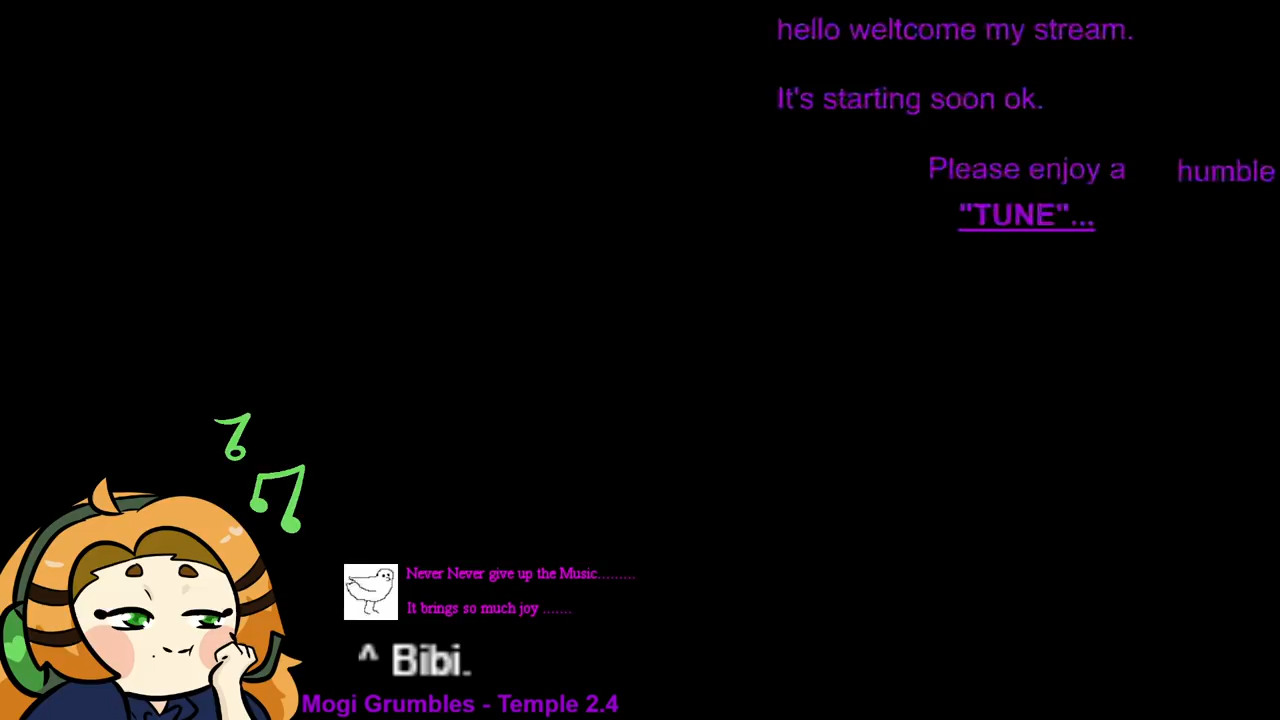 hello weltcome my stream.
It's starting soon ok.
Please enjoy a humble
"TUNE"...
Never Never give up the Music.........
It brings so much joy .......
^ Bibi.
Mogi Grumbles - Temple 2.4